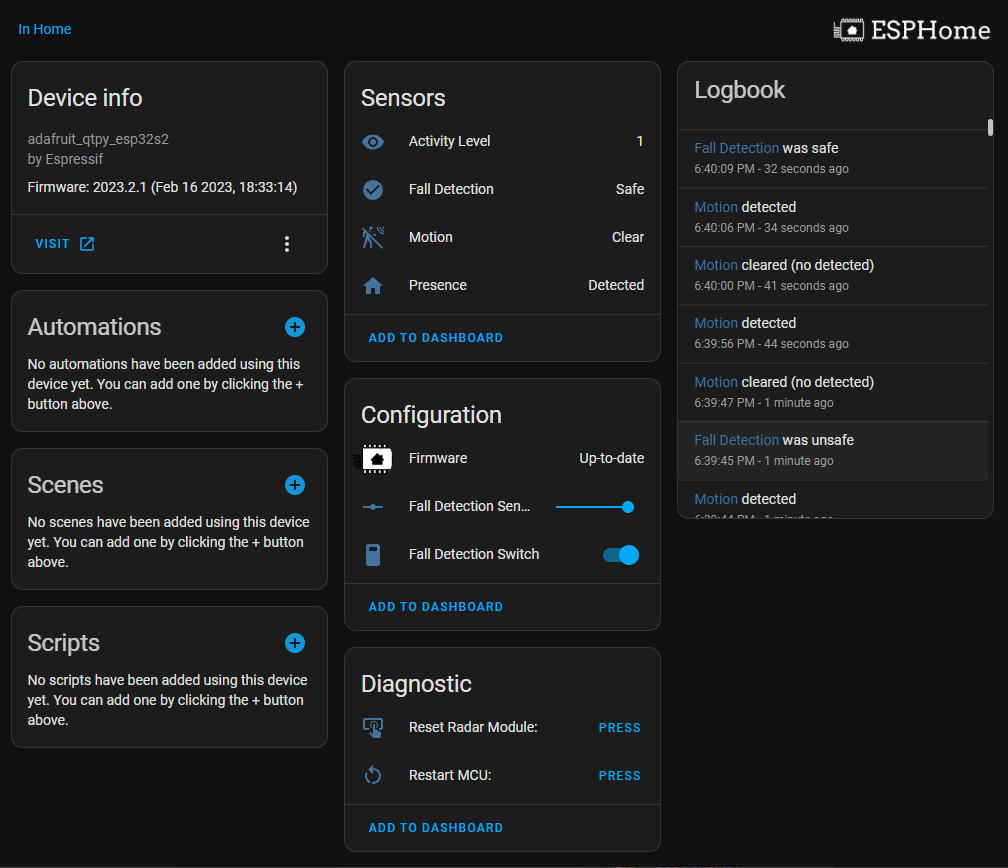 In Home
ESPHome
Device info
adafruit_qtpy_esp32s2
by Espressif
Firmware: 2023.2.1 (Feb 16 2023, 18:33:14)
VISIT
Automations
No automations have been added using this
device yet. You can add one by clicking the +
button above.
Scenes
No scenes have been added using this device
yet. You can add one by clicking the + button
above.
Scripts
No scripts have been added using this device
yet. You can add one by clicking the + button
above.
Sensors
Activity Level 1
Fall Detection Safe
Motion Clear
Presence Detected
ADD TO DASHBOARD
Configuration
Firmware Up-to-date
Fall Detection Sen...
Fall Detection Switch
ADD TO DASHBOARD
Diagnostic
Reset Radar Module: PRESS
Restart MCU: PRESS
ADD TO DASHBOARD
Logbook
Fall Detection was safe
6:40:09 PM - 32 seconds ago
Motion detected
6:40:06 PM - 34 seconds ago
Motion cleared (no detected)
6:40:00 PM - 41 seconds ago
Motion detected
6:39:56 PM - 44 seconds ago
Motion cleared (no detected)
6:39:47 PM - 1 minute ago
Fall Detection was unsafe
6:39:45 PM - 1 minute ago
Motion detected
6:39:44 PM - 1 minute ago